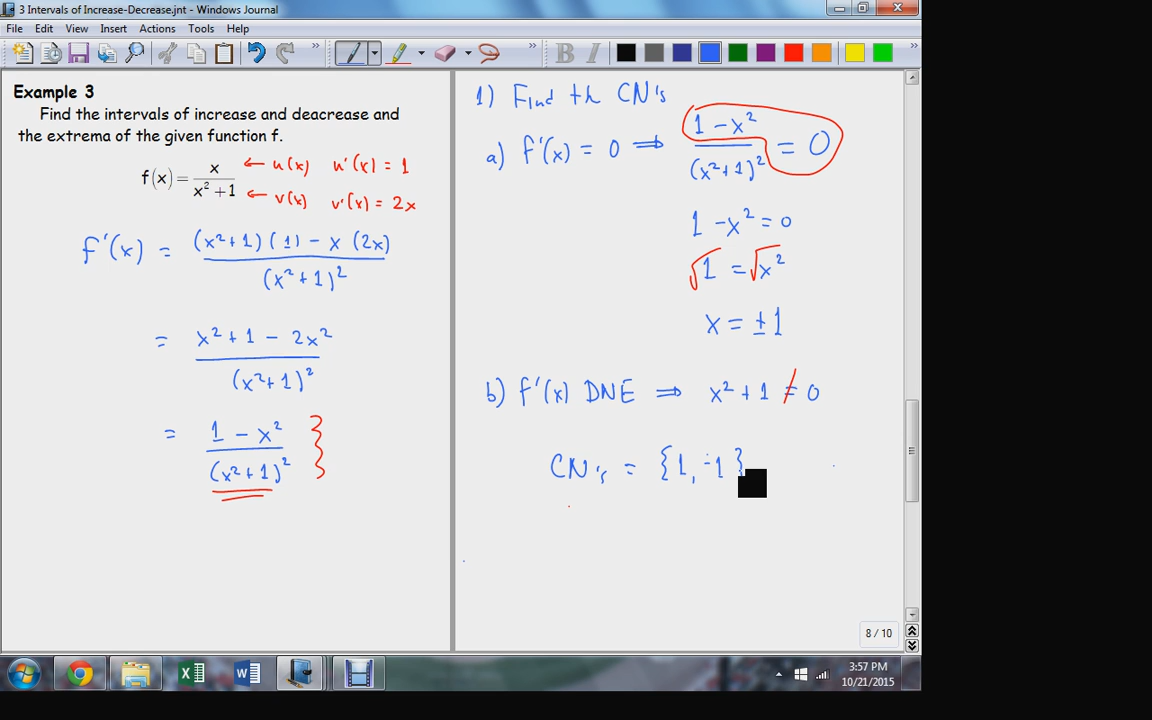 3 Intervals of Increase-Decrease.jnt - Windows Journal
File Edit View Insert Actions Tools Help
B I
Example 3
Find the intervals of increase and deacrease and
the extrema of the given function f.
f(x) = x / (x² + 1)
← u(x) u'(x) = 1
← v(x) v'(x) = 2x
f'(x) = ((x²+1)(1) - x (2x)) / (x²+1)²
= (x² + 1 - 2x²) / (x²+1)²
= (1 - x²) / (x²+1)²
1) Find th CN's
a) f'(x) = 0 ⇒ (1 - x²) / (x²+1)² = 0
1 - x² = 0
√1 = √x²
x = ±1
b) f'(x) DNE ⇒ x² + 1 ≠ 0
CN's = {1, -1}
8 / 10
3:57 PM
10/21/2015